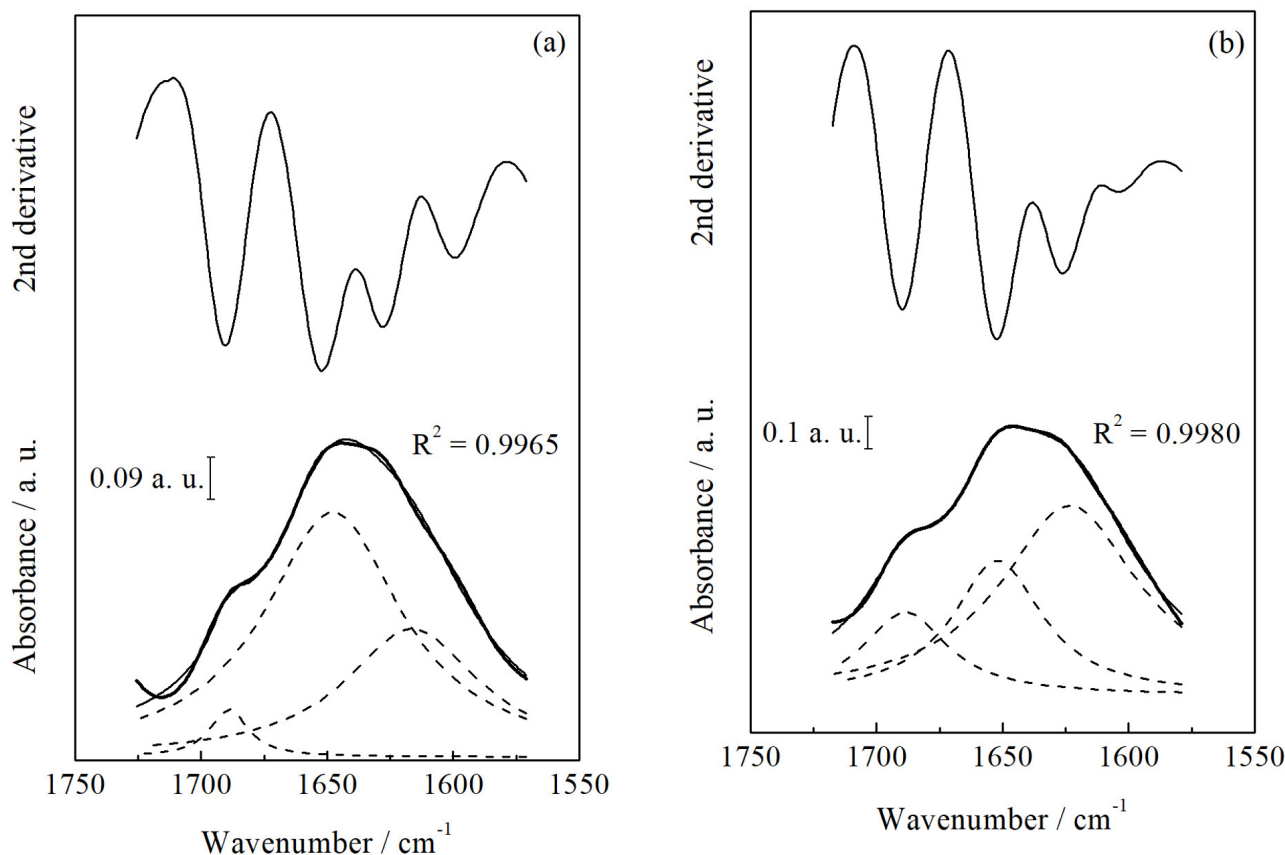 (a)
2nd derivative
Absorbance / a. u.
0.09 a. u.
R² = 0.9965
1750 1700 1650 1600 1550
Wavenumber / cm⁻¹
(b)
2nd derivative
Absorbance / a. u.
0.1 a. u.
R² = 0.9980
1750 1700 1650 1600 1550
Wavenumber / cm⁻¹